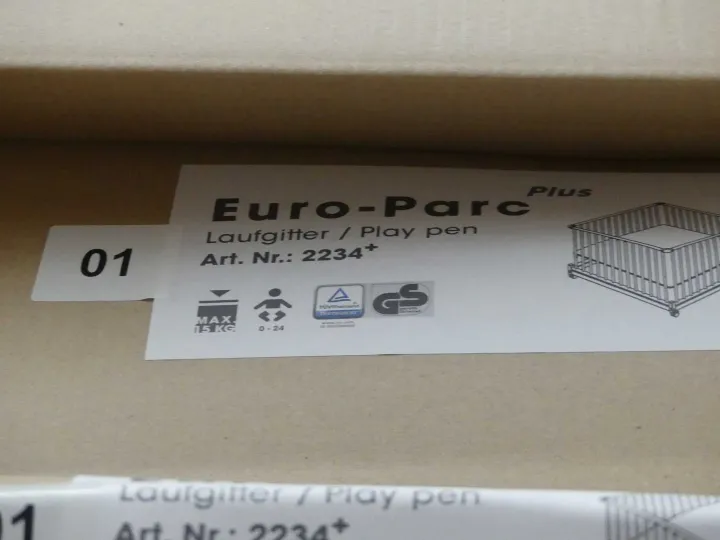 Euro-Parc Plus
Laufgitter / Play pen
Art. Nr.: 2234+
01
MAX.
15 KG
0 - 24
GS
Laufgitter / Play pen
01
Art. Nr.: 2234+